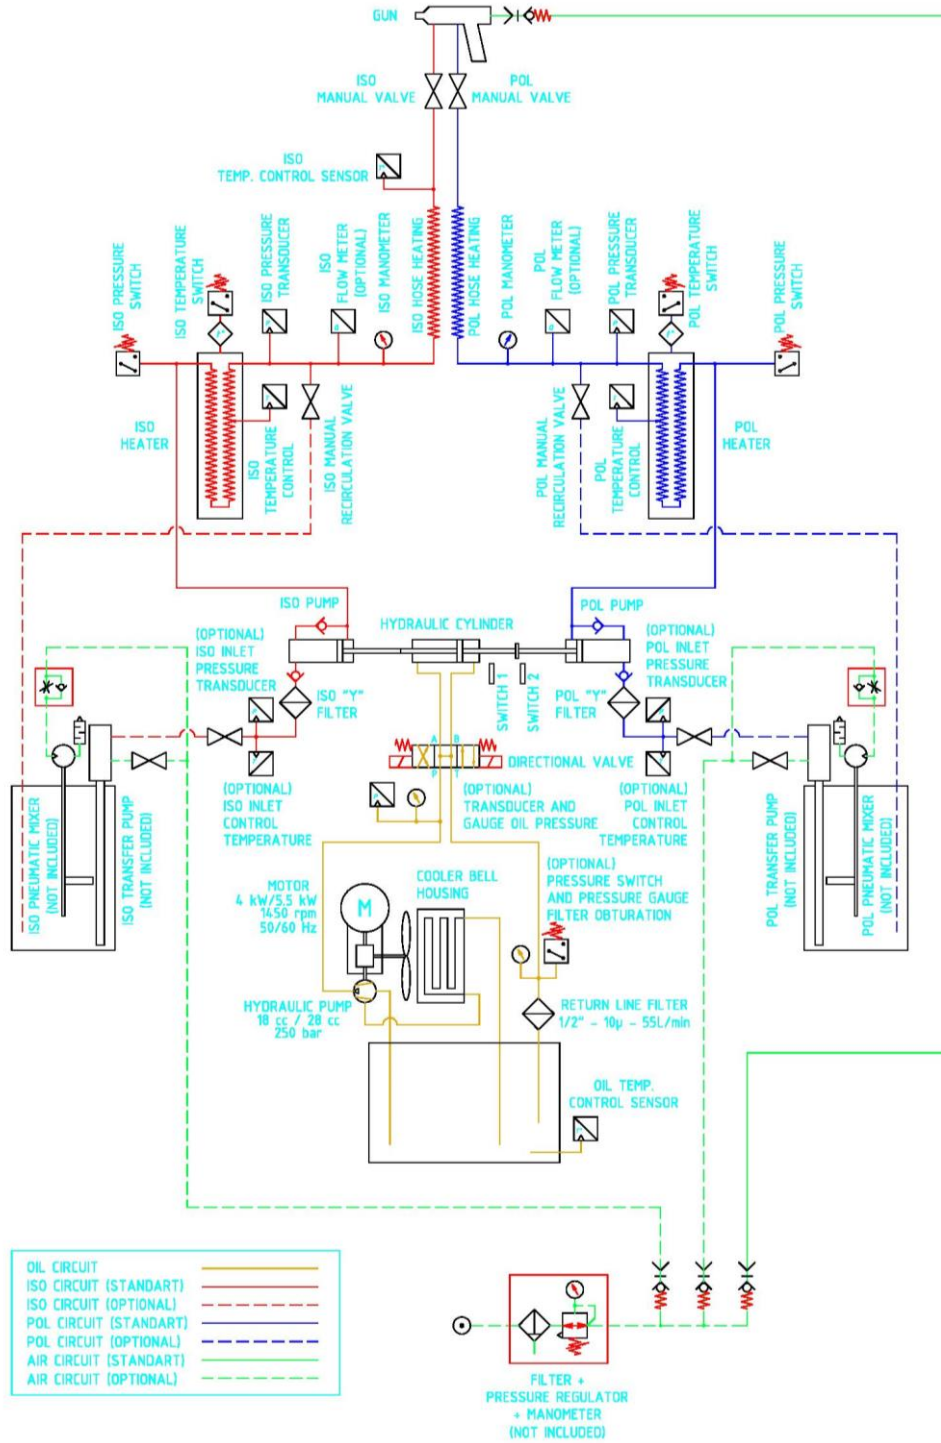 GUN
ISO
MANUAL VALVE
POL
MANUAL VALVE
ISO
TEMP. CONTROL SENSOR
ISO PRESSURE
SWITCH
ISO TEMPERATURE
SWITCH
ISO PRESSURE
TRANSDUCER
ISO
FLOW METER
(OPTIONAL)
ISO MANOMETER
ISO HOSE HEATING
POL HOSE HEATING
POL MANOMETER
POL
FLOW METER
(OPTIONAL)
POL PRESSURE
TRANSDUCER
POL TEMPERATURE
SWITCH
POL PRESSURE
SWITCH
ISO
HEATER
ISO
TEMPERATURE
CONTROL
ISO MANUAL
RECIRCULATION VALVE
POL MANUAL
RECIRCULATION VALVE
POL
TEMPERATURE
CONTROL
POL
HEATER
ISO PUMP
HYDRAULIC CYLINDER
POL PUMP
(OPTIONAL)
ISO INLET
PRESSURE
TRANSDUCER
ISO "Y"
FILTER
SWITCH 1
SWITCH 2
POL "Y"
FILTER
(OPTIONAL)
POL INLET
PRESSURE
TRANSDUCER
A B
P T
DIRECTIONAL VALVE
(OPTIONAL)
ISO INLET
CONTROL
TEMPERATURE
(OPTIONAL)
TRANSDUCER AND
GAUGE OIL PRESSURE
(OPTIONAL)
POL INLET
CONTROL
TEMPERATURE
ISO PNEUMATIC MIXER
(NOT INCLUDED)
ISO TRANSFER PUMP
(NOT INCLUDED)
POL TRANSFER PUMP
(NOT INCLUDED)
POL PNEUMATIC MIXER
(NOT INCLUDED)
MOTOR
4 kW/5.5 kW
1450 rpm
50/60 Hz
M
COOLER BELL
HOUSING
(OPTIONAL)
PRESSURE SWITCH
AND PRESSURE GAUGE
FILTER OBTURATION
HYDRAULIC PUMP
18 cc / 28 cc
250 bar
RETURN LINE FILTER
1/2" - 10µ - 55L/min
OIL TEMP.
CONTROL SENSOR
OIL CIRCUIT
ISO CIRCUIT (STANDART)
ISO CIRCUIT (OPTIONAL)
POL CIRCUIT (STANDART)
POL CIRCUIT (OPTIONAL)
AIR CIRCUIT (STANDART)
AIR CIRCUIT (OPTIONAL)
FILTER +
PRESSURE REGULATOR
+ MANOMETER
(NOT INCLUDED)